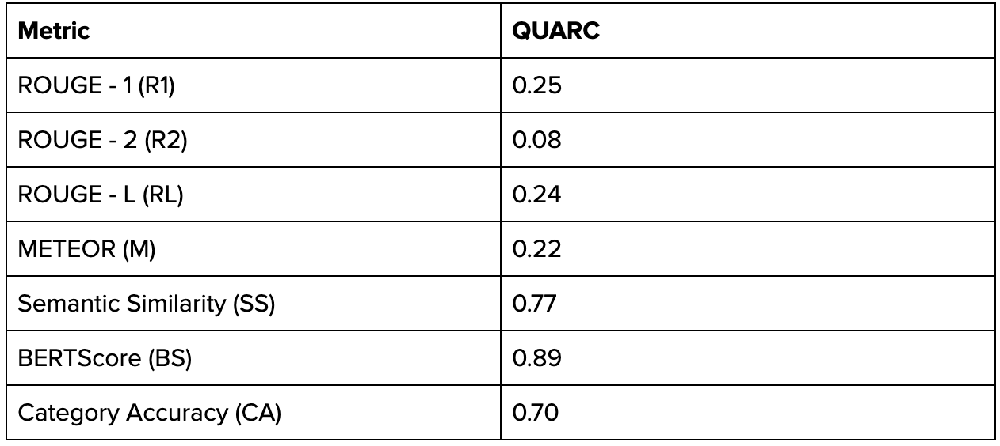 Metric QUARC
ROUGE - 1 (R1) 0.25
ROUGE - 2 (R2) 0.08
ROUGE - L (RL) 0.24
METEOR (M) 0.22
Semantic Similarity (SS) 0.77
BERTScore (BS) 0.89
Category Accuracy (CA) 0.70